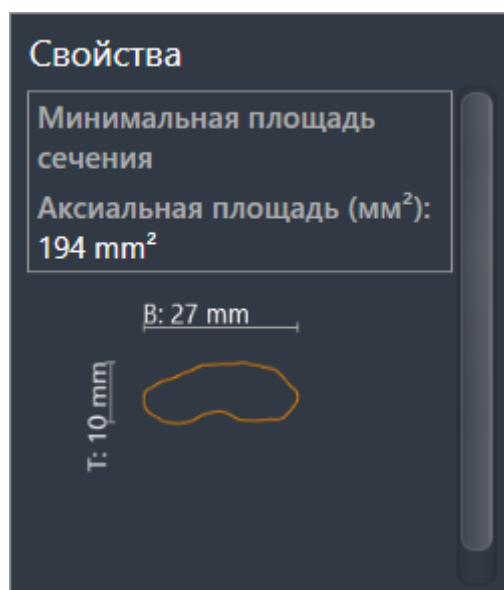 Свойства
Минимальная площадь
сечения
Аксиальная площадь (мм²):
194 mm²
B: 27 mm
T: 10 mm